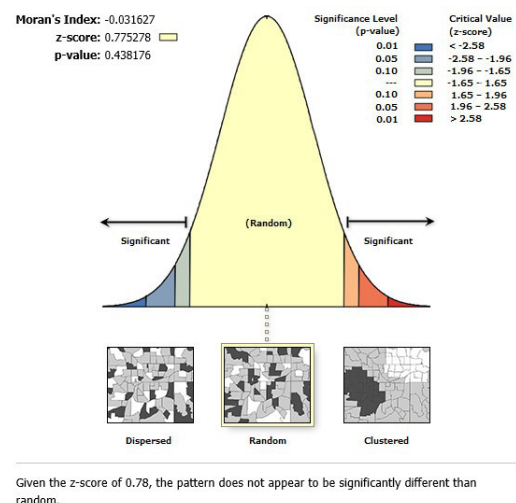 Moran's Index: -0.031627
z-score: 0.775278
p-value: 0.438176
Significance Level
(p-value)
Critical Value
(z-score)
0.01 < -2.58
0.05 -2.58 – -1.96
0.10 -1.96 – -1.65
--- -1.65 – 1.65
0.10 1.65 – 1.96
0.05 1.96 – 2.58
0.01 > 2.58
(Random)
Significant
Significant
Dispersed
Random
Clustered
Given the z-score of 0.78, the pattern does not appear to be significantly different than
random.